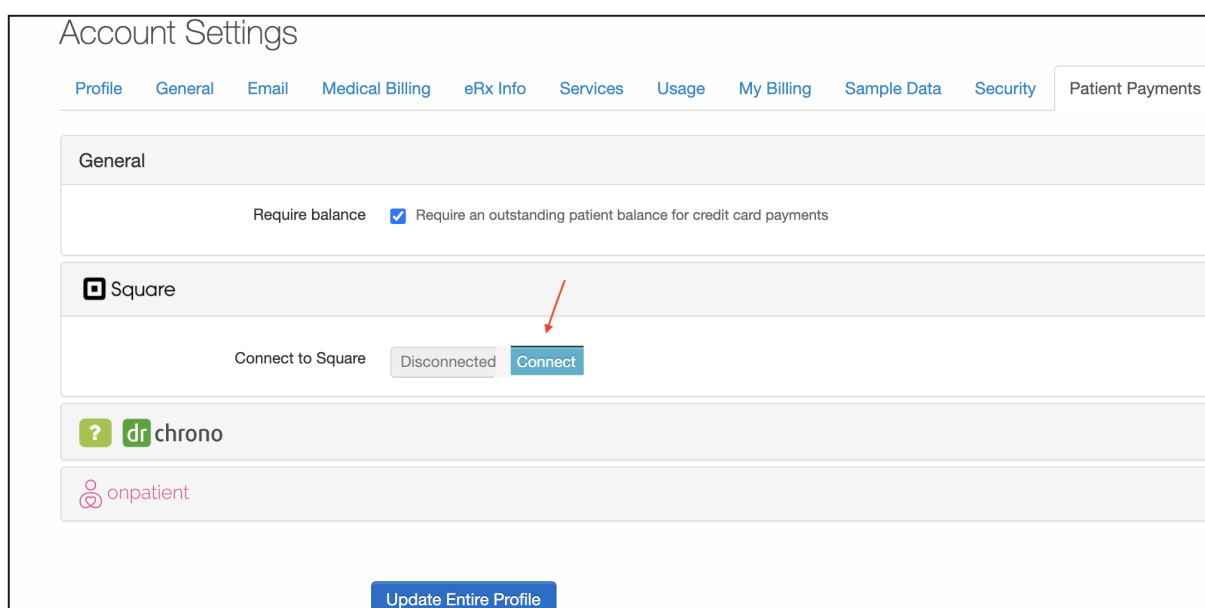 Account Settings
Profile General Email Medical Billing eRx Info Services Usage My Billing Sample Data Security Patient Payments
General
Require balance Require an outstanding patient balance for credit card payments
Square
Connect to Square Disconnected Connect
? dr chrono
onpatient
Update Entire Profile